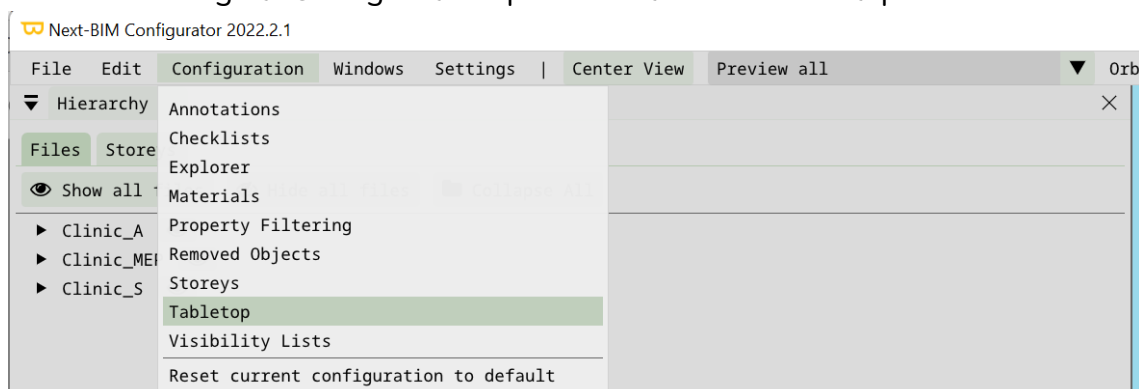 Next-BIM Configurator 2022.2.1
File Edit Configuration Windows Settings | Center View Preview all Orb
Hierarchy
Annotations
Files Store
Checklists
Explorer
Show all
Materials
Property Filtering
Clinic_A
Clinic_MEP
Removed Objects
Clinic_S
Storeys
Tabletop
Visibility Lists
Reset current configuration to default